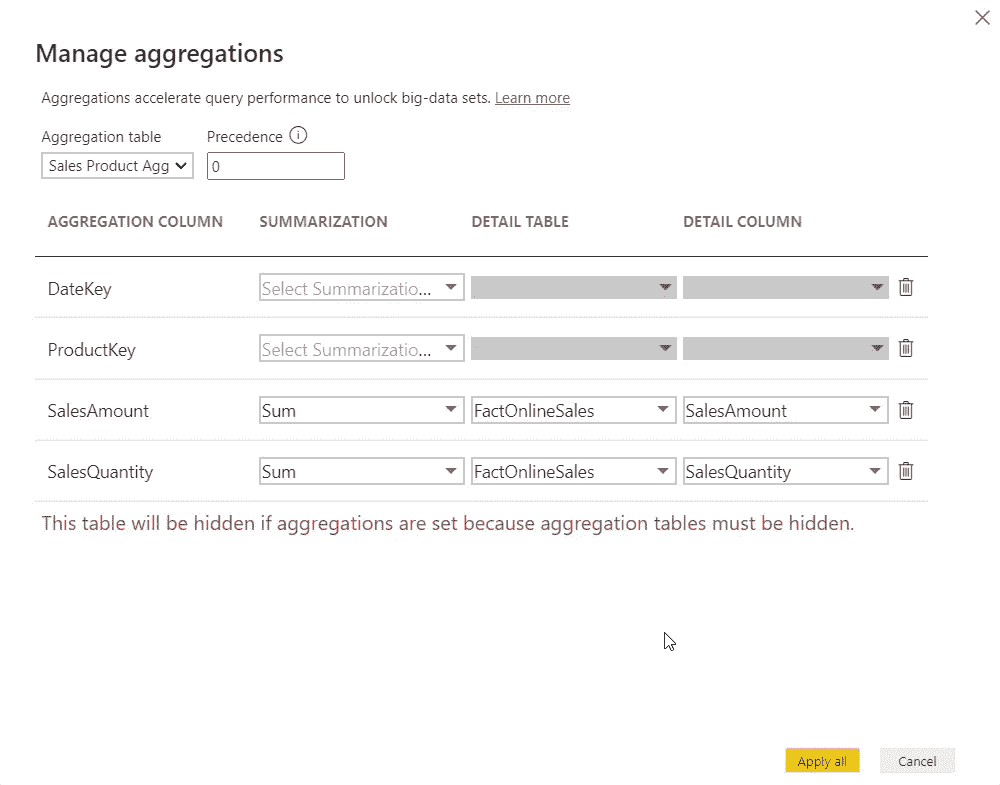 Manage aggregations
Aggregations accelerate query performance to unlock big-data sets. Learn more
Aggregation table Precedence
Sales Product Agg 0
AGGREGATION COLUMN SUMMARIZATION DETAIL TABLE DETAIL COLUMN
DateKey Select Summarizatio...
ProductKey Select Summarizatio...
SalesAmount Sum FactOnlineSales SalesAmount
SalesQuantity Sum FactOnlineSales SalesQuantity
This table will be hidden if aggregations are set because aggregation tables must be hidden.
Apply all Cancel